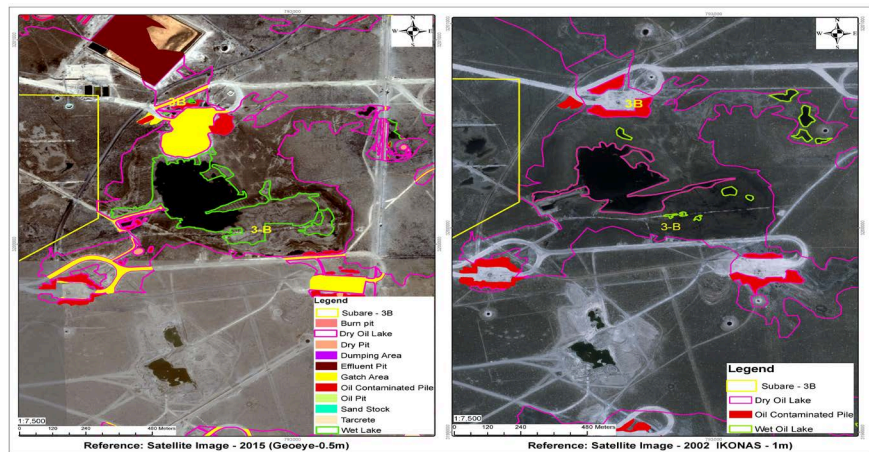 N
W E
S
3B
3-B
Legend
Subare - 3B
Burn pit
Dry Oil Lake
Dry Pit
Dumping Area
Effluent Pit
Gatch Area
Oil Contaminated Pile
Oil Pit
Sand Stock
Tarcrete
Wet Lake
1:7,500
0 120 240 480 Meters
Reference: Satellite Image - 2015 (Geoeye-0.5m)
N
W E
S
3B
3-B
Legend
Subare - 3B
Dry Oil Lake
Oil Contaminated Pile
Wet Oil Lake
1:7,500
0 120 240 480 Meters
Reference: Satellite Image - 2002 IKONAS - 1m)